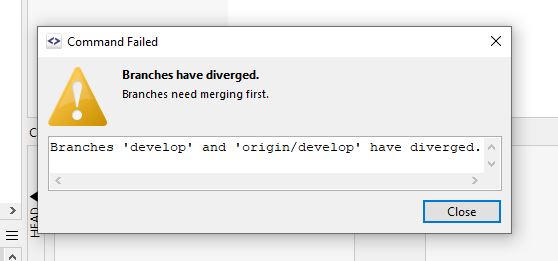 Command Failed
Branches have diverged.
Branches need merging first.
Branches 'develop' and 'origin/develop' have diverged.
Close
HEAD